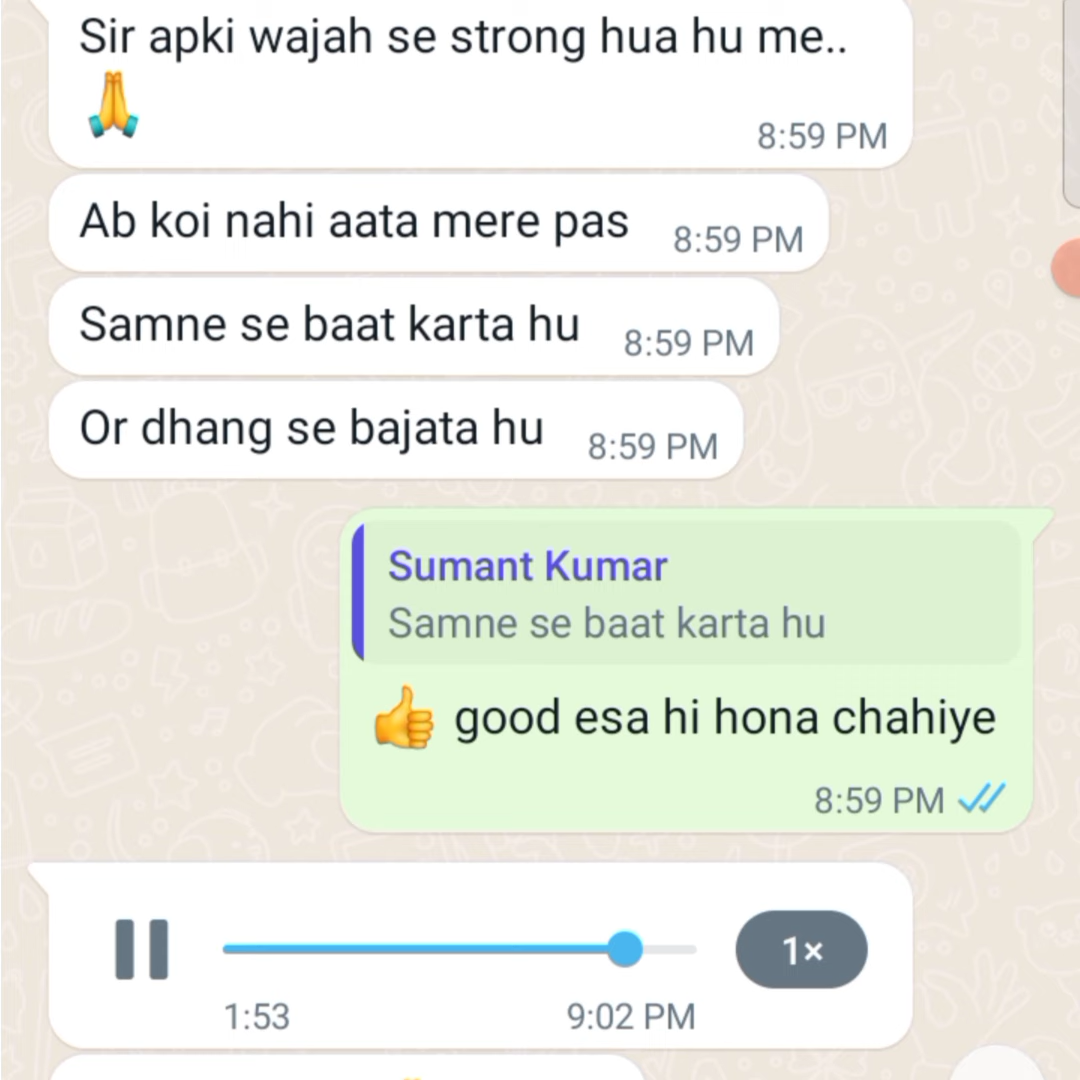 Sir apki wajah se strong hua hu me..
🙏
8:59 PM
Ab koi nahi aata mere pas 8:59 PM
Samne se baat karta hu 8:59 PM
Or dhang se bajata hu 8:59 PM
Sumant Kumar
Samne se baat karta hu
👍 good esa hi hona chahiye
8:59 PM
1×
1:53 9:02 PM